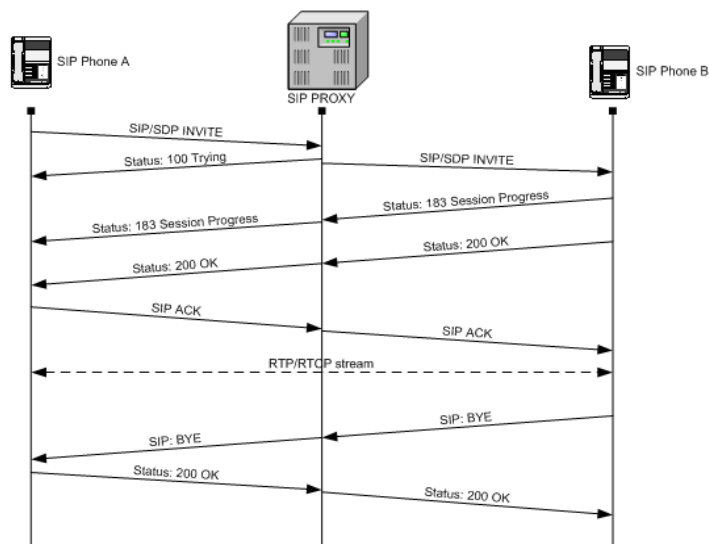 SIP Phone A
SIP PROXY
SIP Phone B
SIP/SDP INVITE
Status: 100 Trying
SIP/SDP INVITE
Status: 183 Session Progress
Status: 183 Session Progress
Status: 200 OK
Status: 200 OK
SIP ACK
SIP ACK
RTP/RTCP stream
SIP: BYE
SIP: BYE
Status: 200 OK
Status: 200 OK